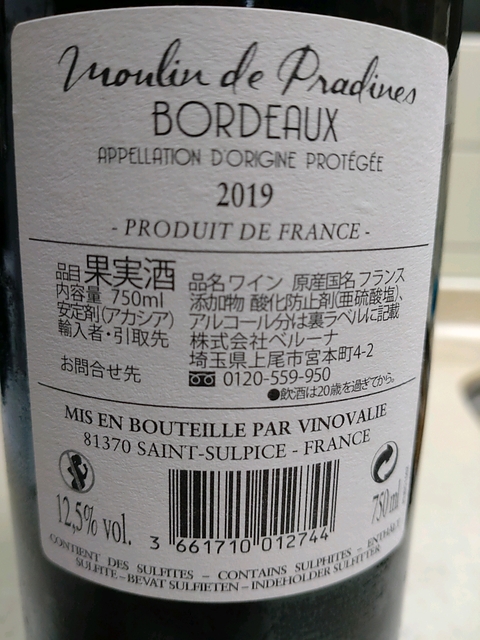 Moulin de Pradines
BORDEAUX
APPELLATION D'ORIGINE PROTÉGÉE
2019
- PRODUIT DE FRANCE -
品目 果実酒 品名 ワイン 原産国名 フランス
内容量 750ml 添加物 酸化防止剤(亜硫酸塩)、
安定剤(アカシア) アルコール分は裏ラベルに記載
輸入者・引取先 株式会社ベルーナ
埼玉県上尾市宮本町4-2
お問合せ先 0120-559-950
●飲酒は20歳を過ぎてから。
MIS EN BOUTEILLE PAR VINOVALIE
81370 SAINT-SULPICE - FRANCE
12,5% vol.
750 ml
3 661710 012744
CONTIENT DES SULFITES – CONTAINS SULPHITES – ENTHÄLT
SULFITE – BEVAT SULFIETEN – INDEHOLDER SULFITTER